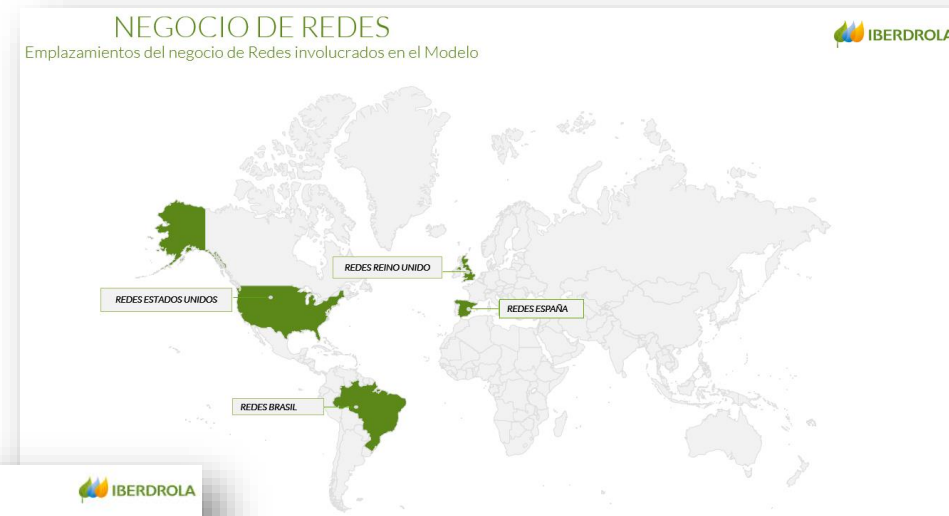 NEGOCIO DE REDES
Emplazamientos del negocio de Redes involucrados en el Modelo
IBERDROLA
REDES REINO UNIDO
REDES ESTADOS UNIDOS
REDES ESPAÑA
REDES BRASIL
IBERDROLA